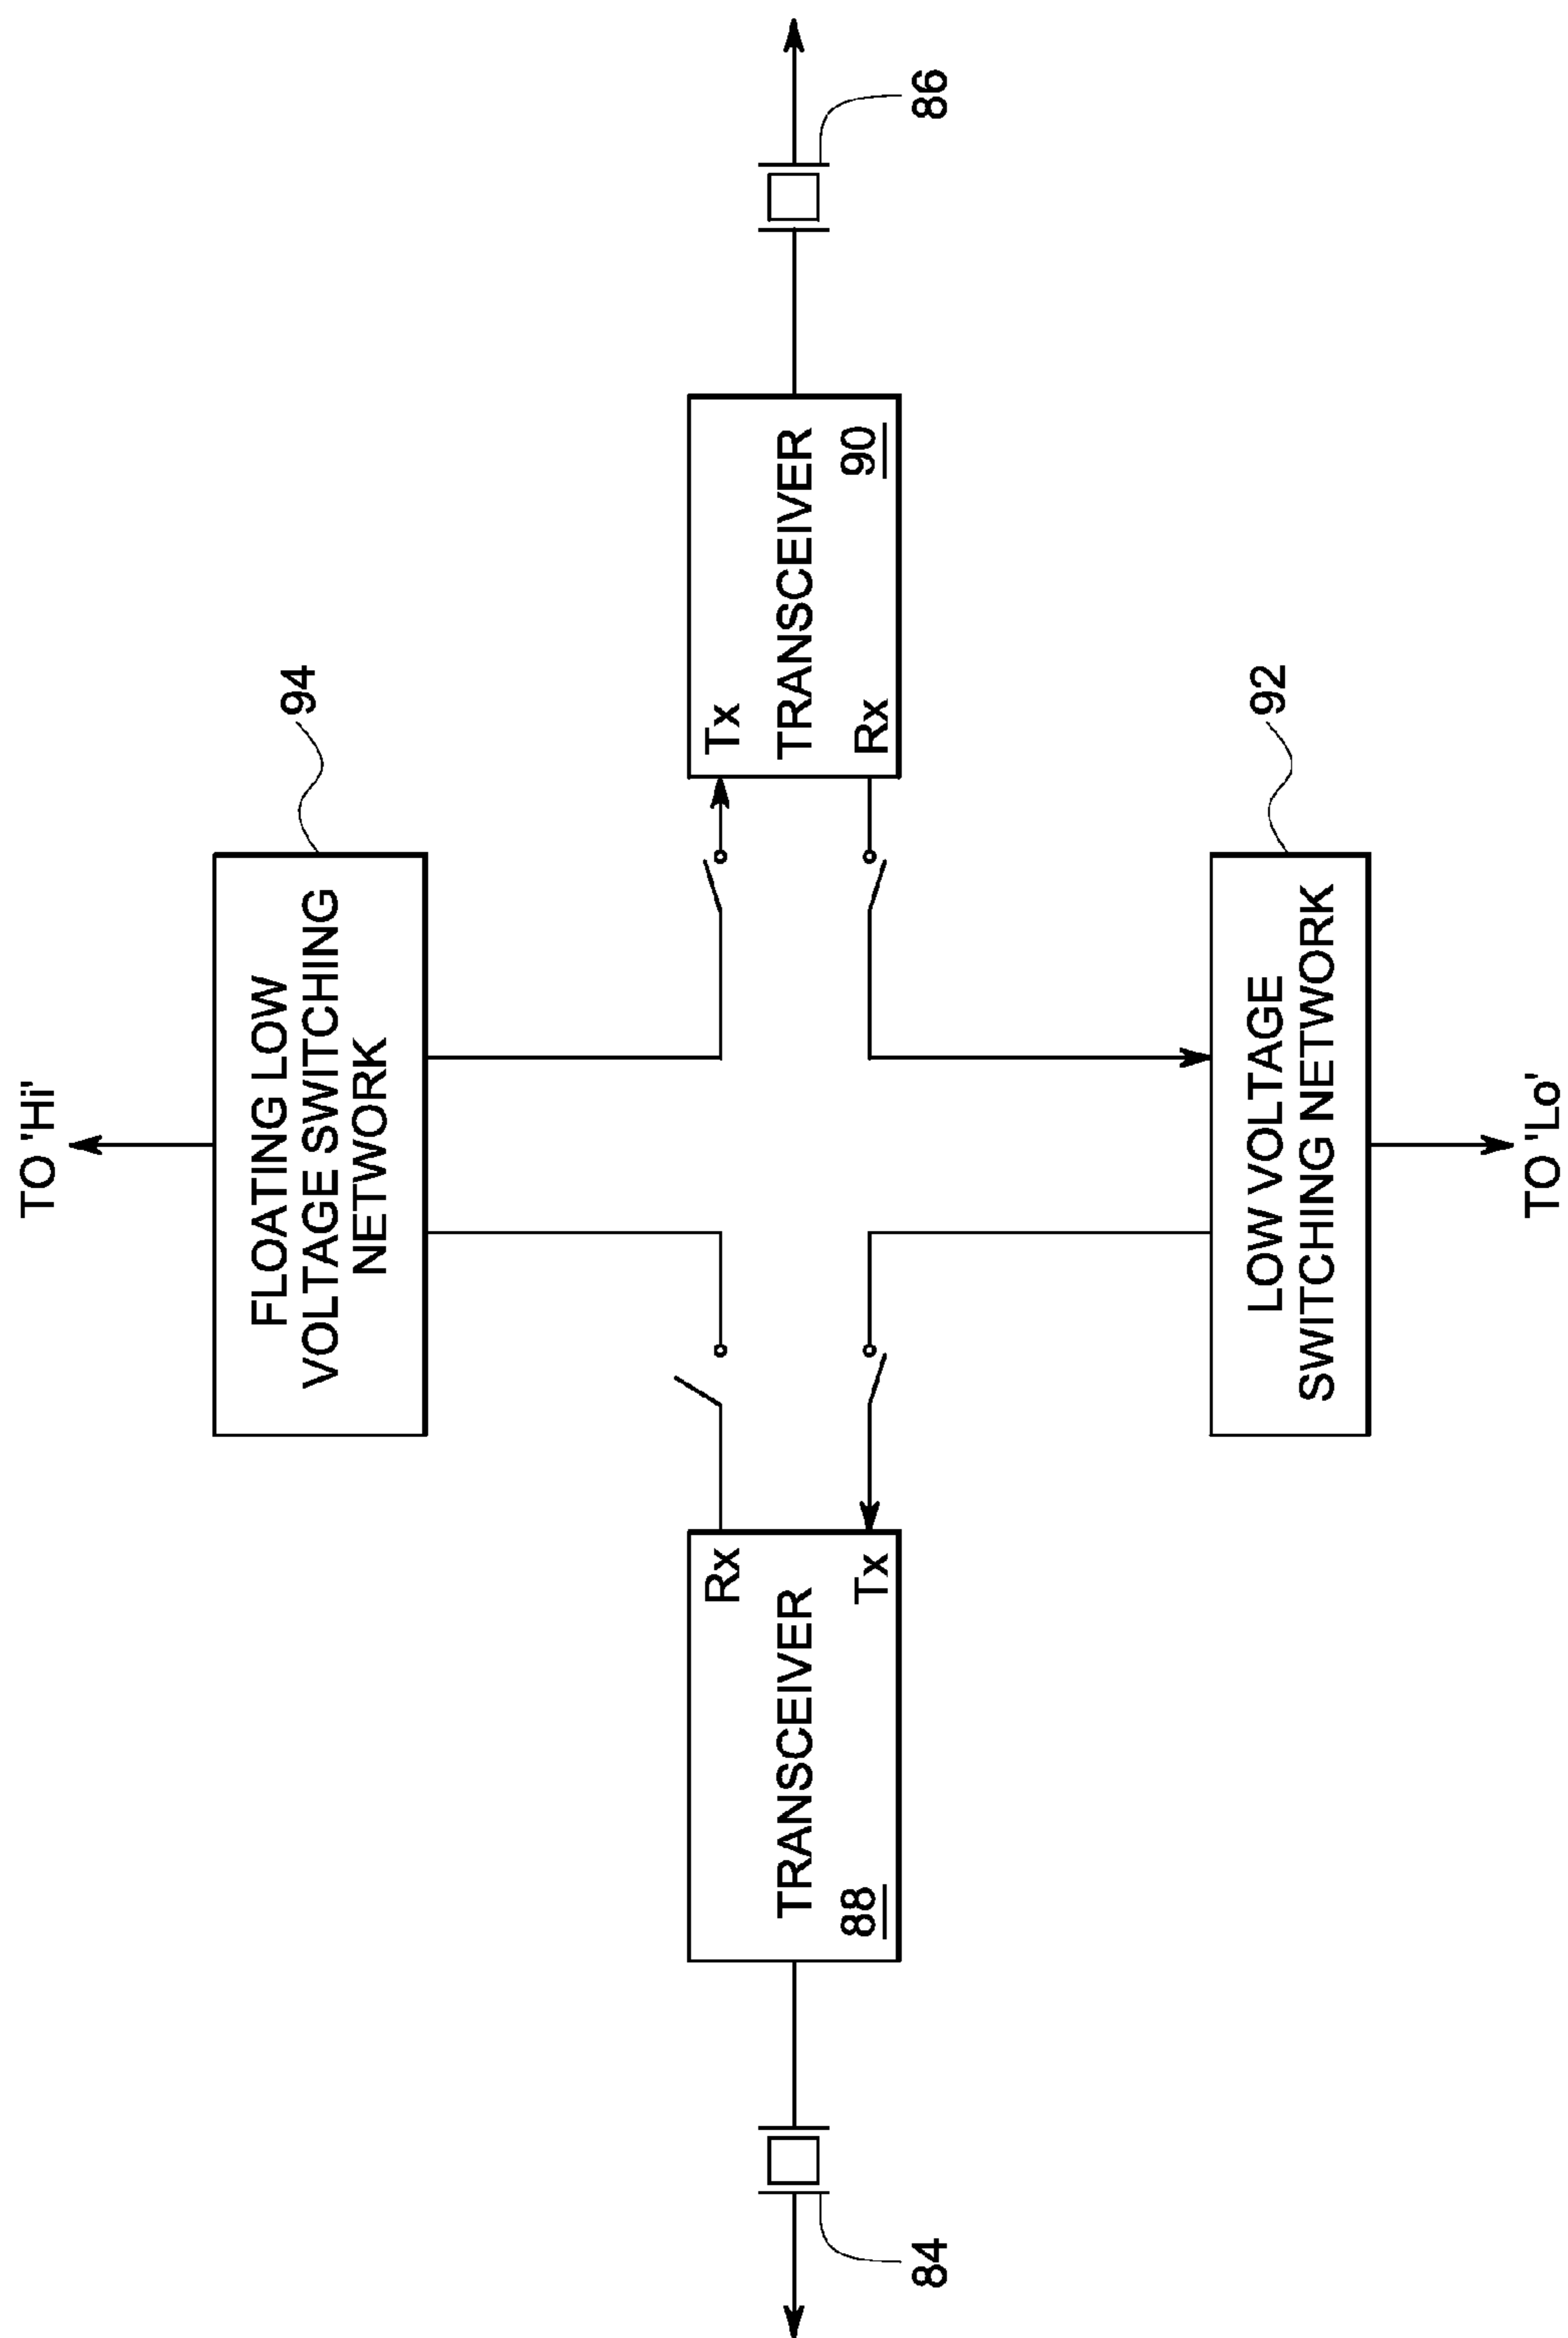 TO 'Hi'
FLOATING LOW
VOLTAGE SWITCHING
NETWORK
94
Rx
TRANSCEIVER
88
Tx
Tx
TRANSCEIVER
Rx
90
84
86
LOW VOLTAGE
SWITCHING NETWORK
92
TO 'Lo'